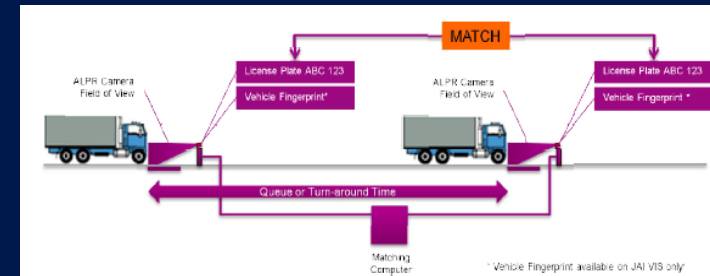 MATCH
ALPR Camera
Field of View
License Plate ABC 123
Vehicle Fingerprint*
ALPR Camera
Field of View
License Plate ABC 123
Vehicle Fingerprint *
Queue or Turn-around Time
Matching
Computer
* Vehicle Fingerprint available on JAI VIS only